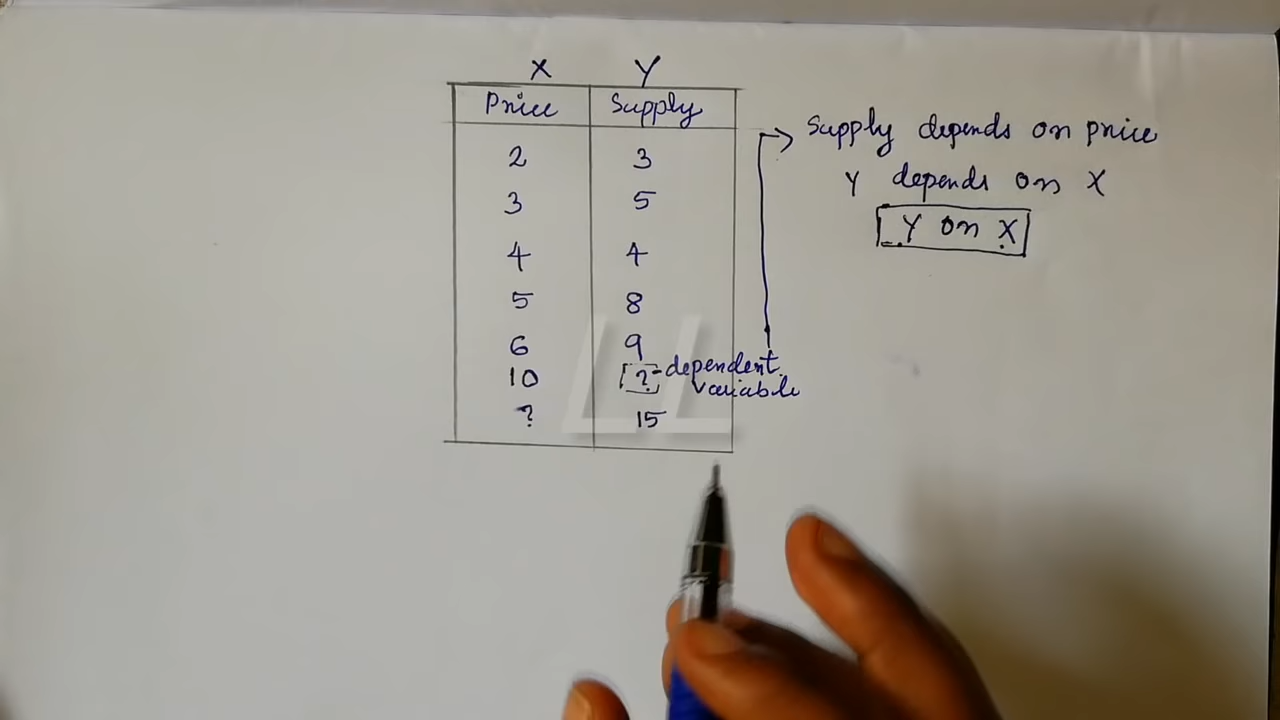 X Y
Price Supply
2 3
3 5
4 4
5 8
6 9
10 ? - dependent variable
? 15
Supply depends on price
Y depends on X
Y on X
LL